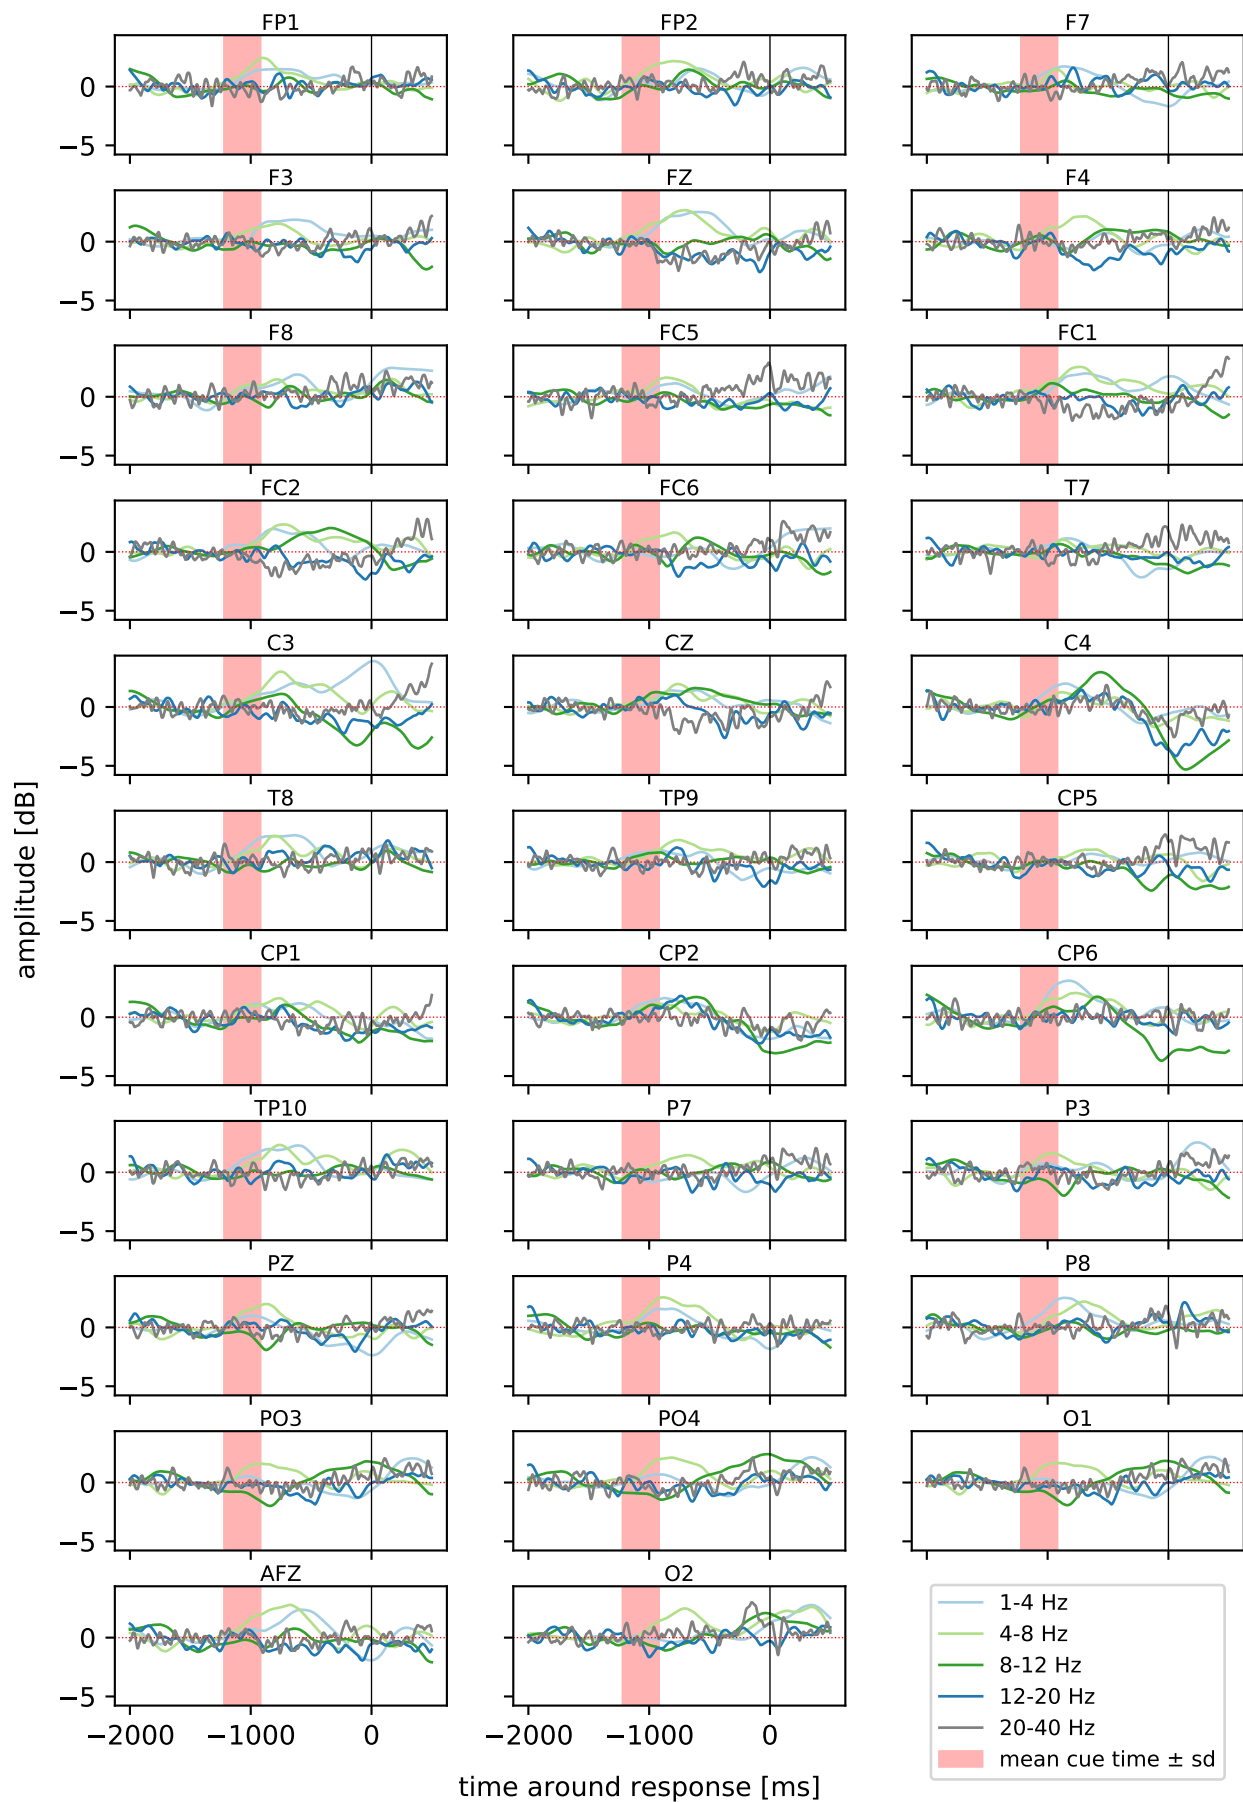 FP1 FP2 F7
0
−5
F3 FZ F4
0
−5
F8 FC5 FC1
0
−5
FC2 FC6 T7
0
−5
C3 CZ C4
0
−5
amplitude [dB]
T8 TP9 CP5
0
−5
CP1 CP2 CP6
0
−5
TP10 P7 P3
0
−5
PZ P4 P8
0
−5
PO3 PO4 O1
0
−5
AFZ O2
0
−5
−2000 −1000 0 −2000 −1000 0
time around response [ms]
1-4 Hz
4-8 Hz
8-12 Hz
12-20 Hz
20-40 Hz
mean cue time ± sd